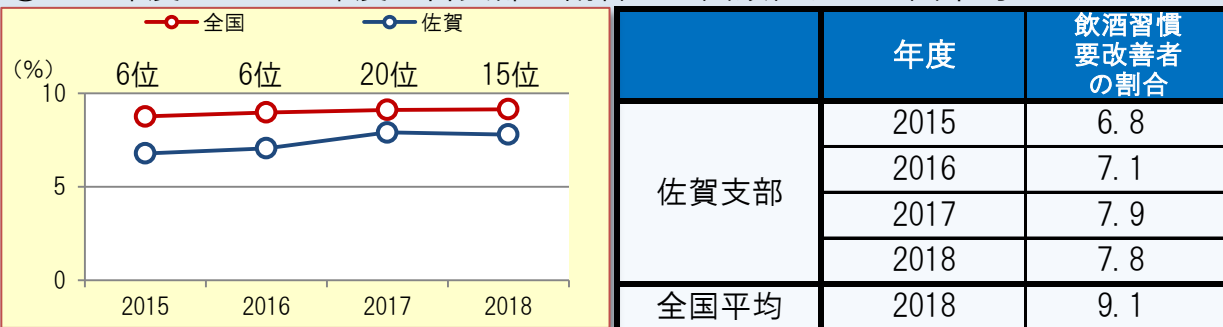 全国 佐賀
(%)
6位 6位 20位 15位
10
5
0
2015 2016 2017 2018
年度 飲酒習慣
要改善者
の割合
佐賀支部
2015 6.8
2016 7.1
2017 7.9
2018 7.8
全国平均 2018 9.1